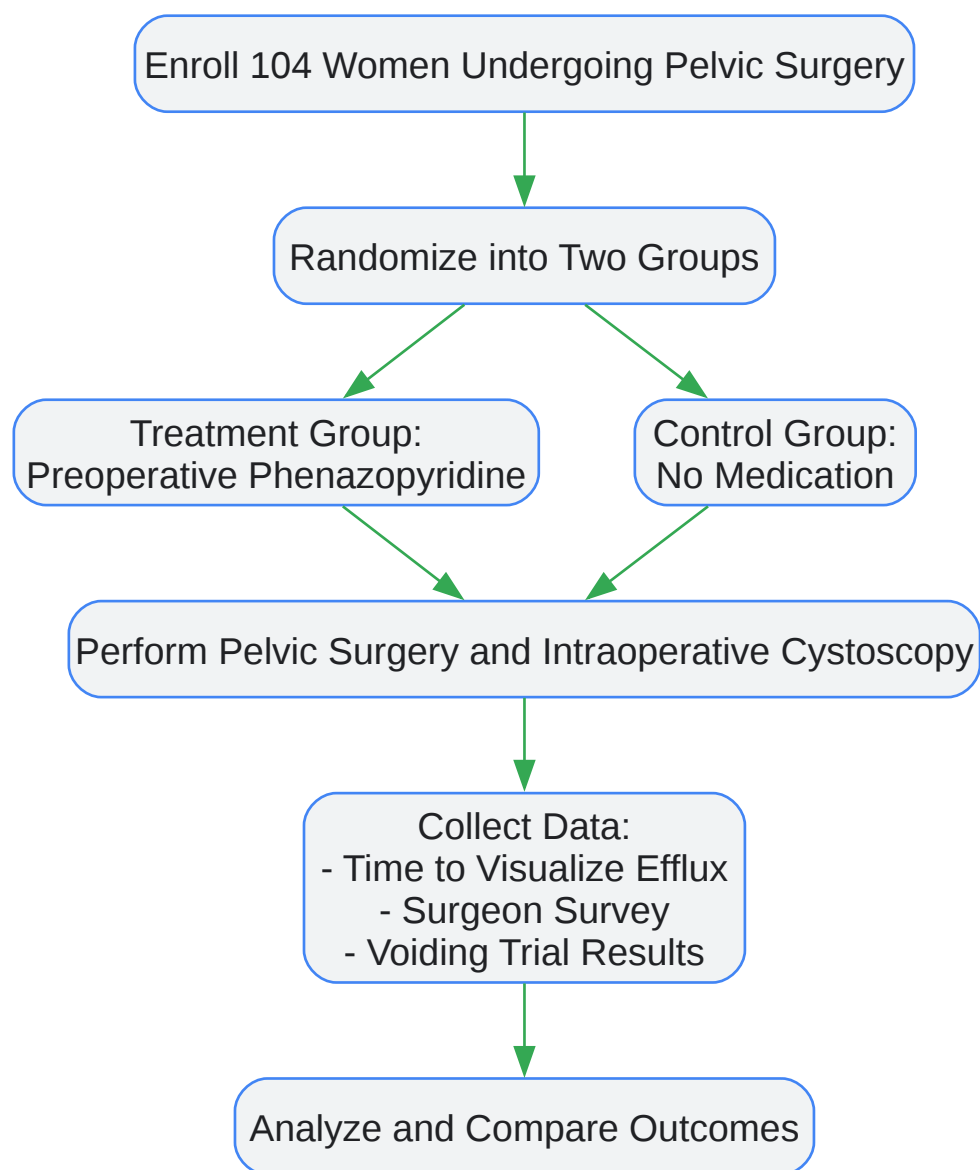 Enroll 104 Women Undergoing Pelvic Surgery
Randomize into Two Groups
Treatment Group:
Preoperative Phenazopyridine
Control Group:
No Medication
Perform Pelvic Surgery and Intraoperative Cystoscopy
Collect Data:
- Time to Visualize Efflux
- Surgeon Survey
- Voiding Trial Results
Analyze and Compare Outcomes